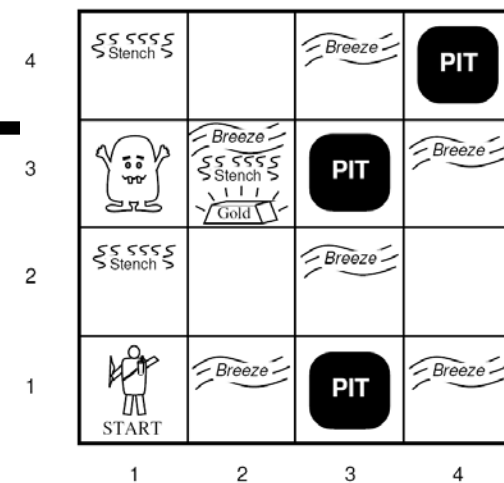 4
Stench
Breeze
PIT
3
Breeze
Stench
Gold
PIT
Breeze
2
Stench
Breeze
1
START
Breeze
PIT
Breeze
1 2 3 4